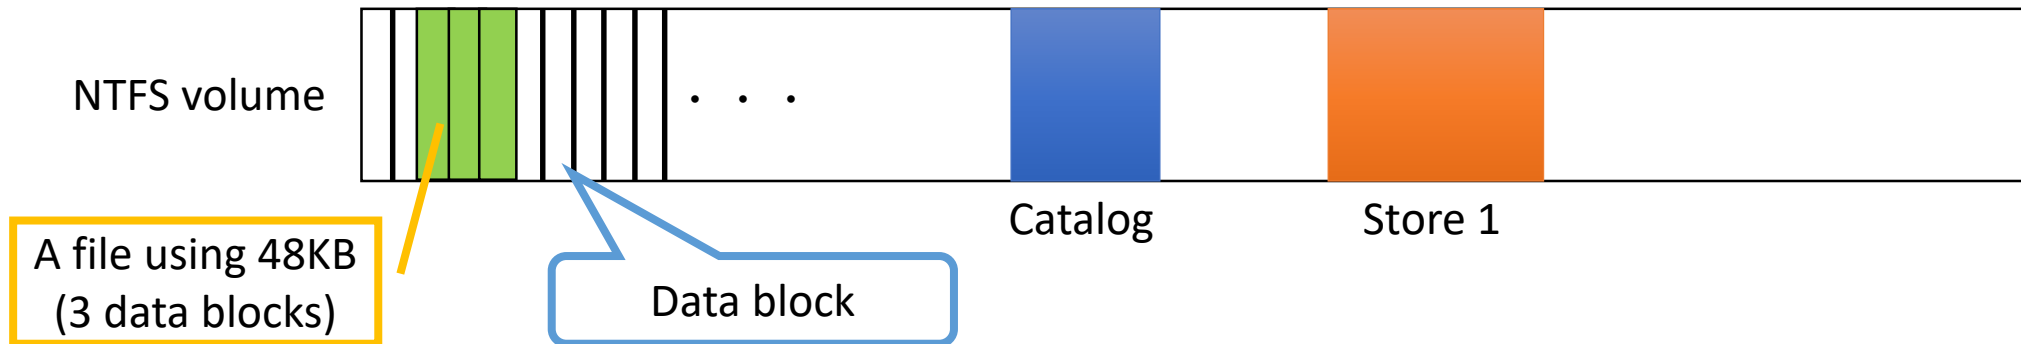 NTFS volume
. . .
Catalog
Store 1
A file using 48KB
(3 data blocks)
Data block